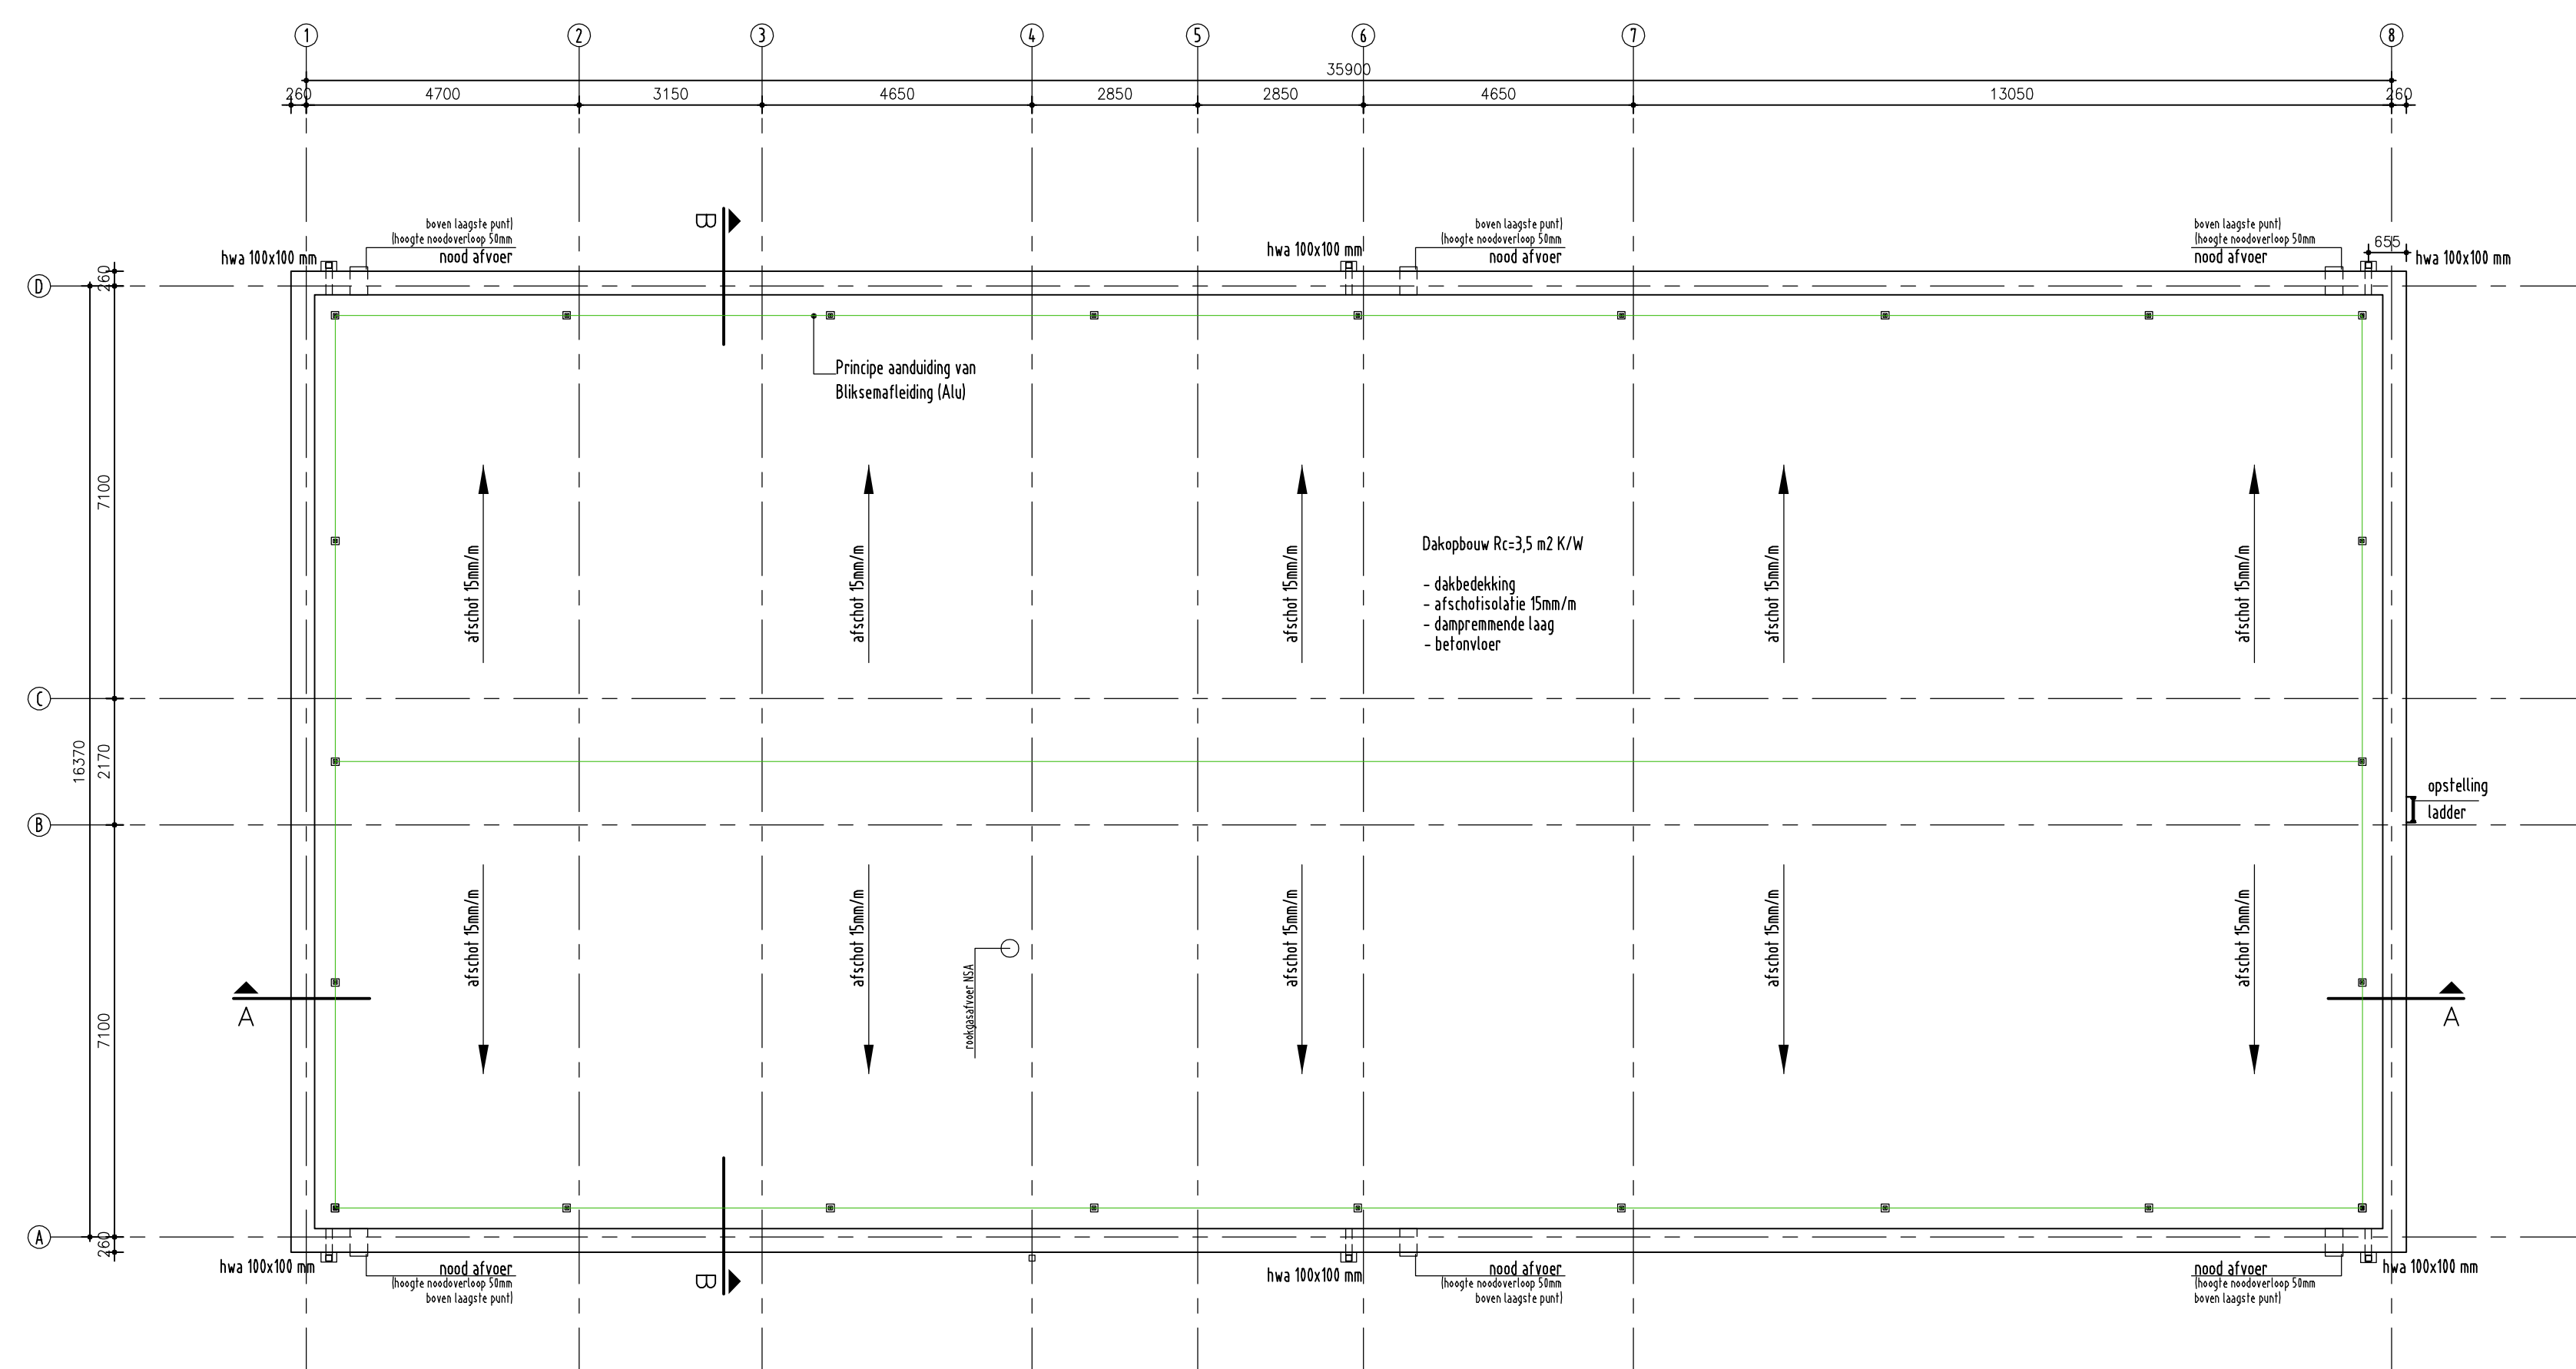 1 2 3 4 5 6 7 8
35900
260 4700 3150 4650 2850 2850 4650 13050 260
B
boven laagste punt)
(hoogte noodoverloop 50mm
nood afvoer
hwa 100x100 mm
boven laagste punt)
(hoogte noodoverloop 50mm
nood afvoer
hwa 100x100 mm
boven laagste punt)
(hoogte noodoverloop 50mm
nood afvoer
655
hwa 100x100 mm
D
260
Principe aanduiding van
Bliksemafleiding (Alu)
7100
afschot 15mm/m
afschot 15mm/m
afschot 15mm/m
afschot 15mm/m
afschot 15mm/m
Dakopbouw Rc=3,5 m2 K/W
- dakbedekking
- afschotisolatie 15mm/m
- dampremmende laag
- betonvloer
C
16370
2170
opstelling
ladder
B
afschot 15mm/m
afschot 15mm/m
afschot 15mm/m
afschot 15mm/m
afschot 15mm/m
rookgasafvoer NSA
A
A
7100
A
260
hwa 100x100 mm
nood afvoer
(hoogte noodoverloop 50mm
boven laagste punt)
B
hwa 100x100 mm
nood afvoer
(hoogte noodoverloop 50mm
boven laagste punt)
nood afvoer
(hoogte noodoverloop 50mm
boven laagste punt)
hwa 100x100 mm